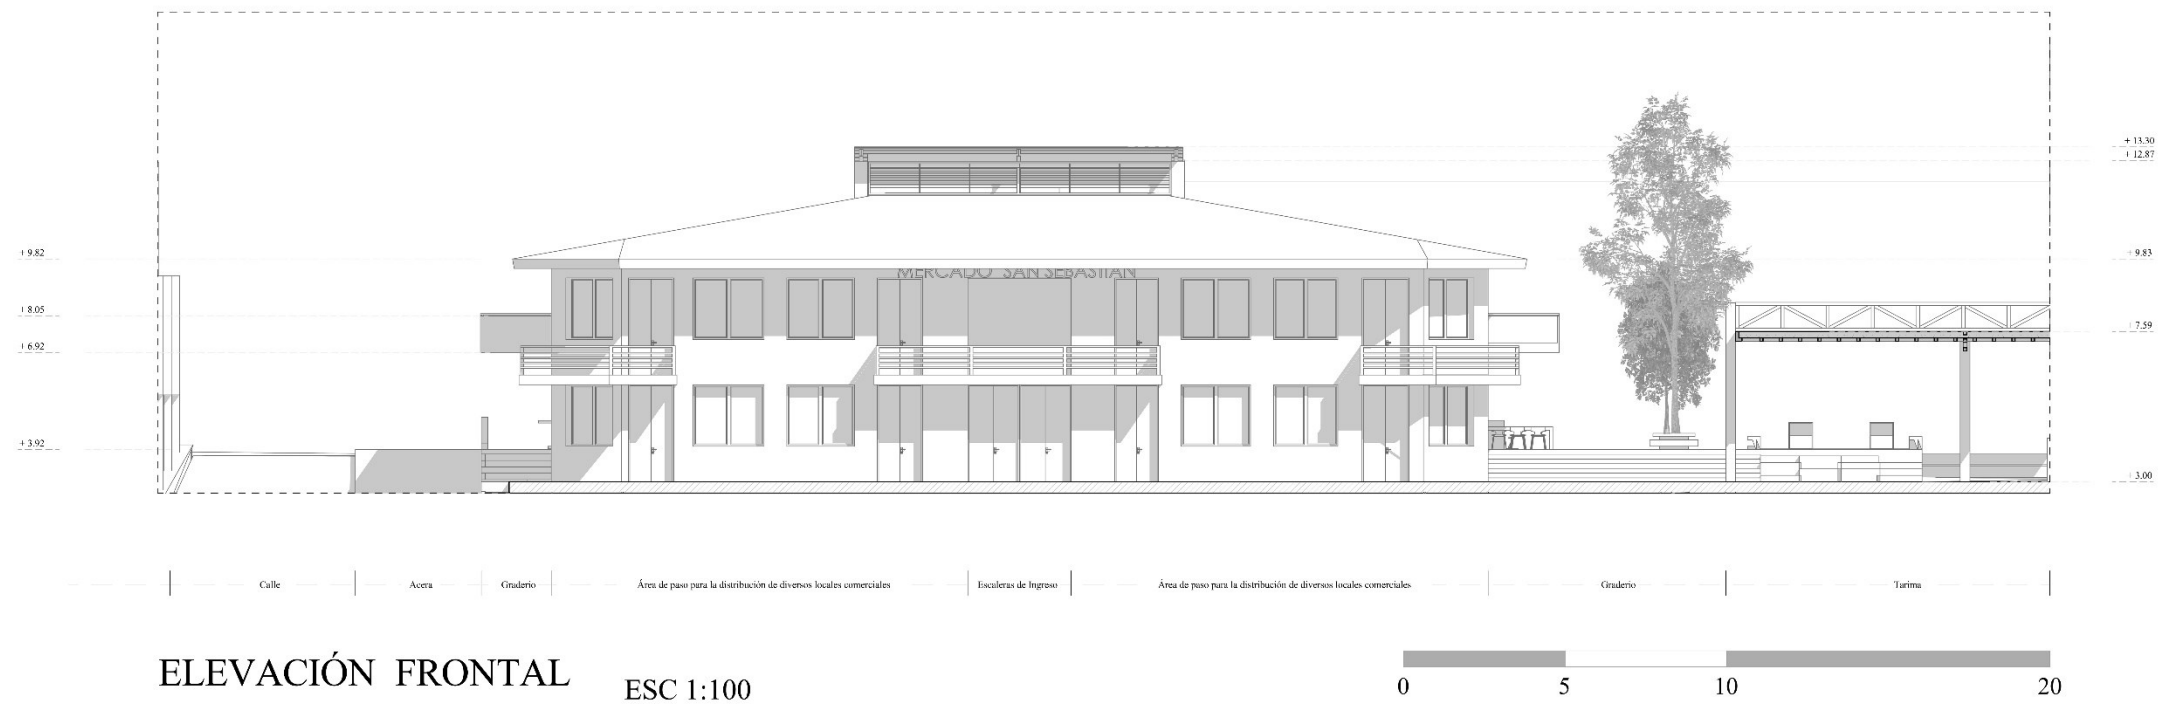 + 13.30
+ 12.87
+ 9.82
+ 9.83
+ 8.05
+ 7.59
+ 6.92
+ 3.92
+ 3.00
MERCADO SAN SEBASTIAN
Calle
Acera
Graderio
Área de paso para la distribución de diversos locales comerciales
Escaleras de Ingreso
Área de paso para la distribución de diversos locales comerciales
Graderio
Tarima
ELEVACIÓN FRONTAL
ESC 1:100
0 5 10 20